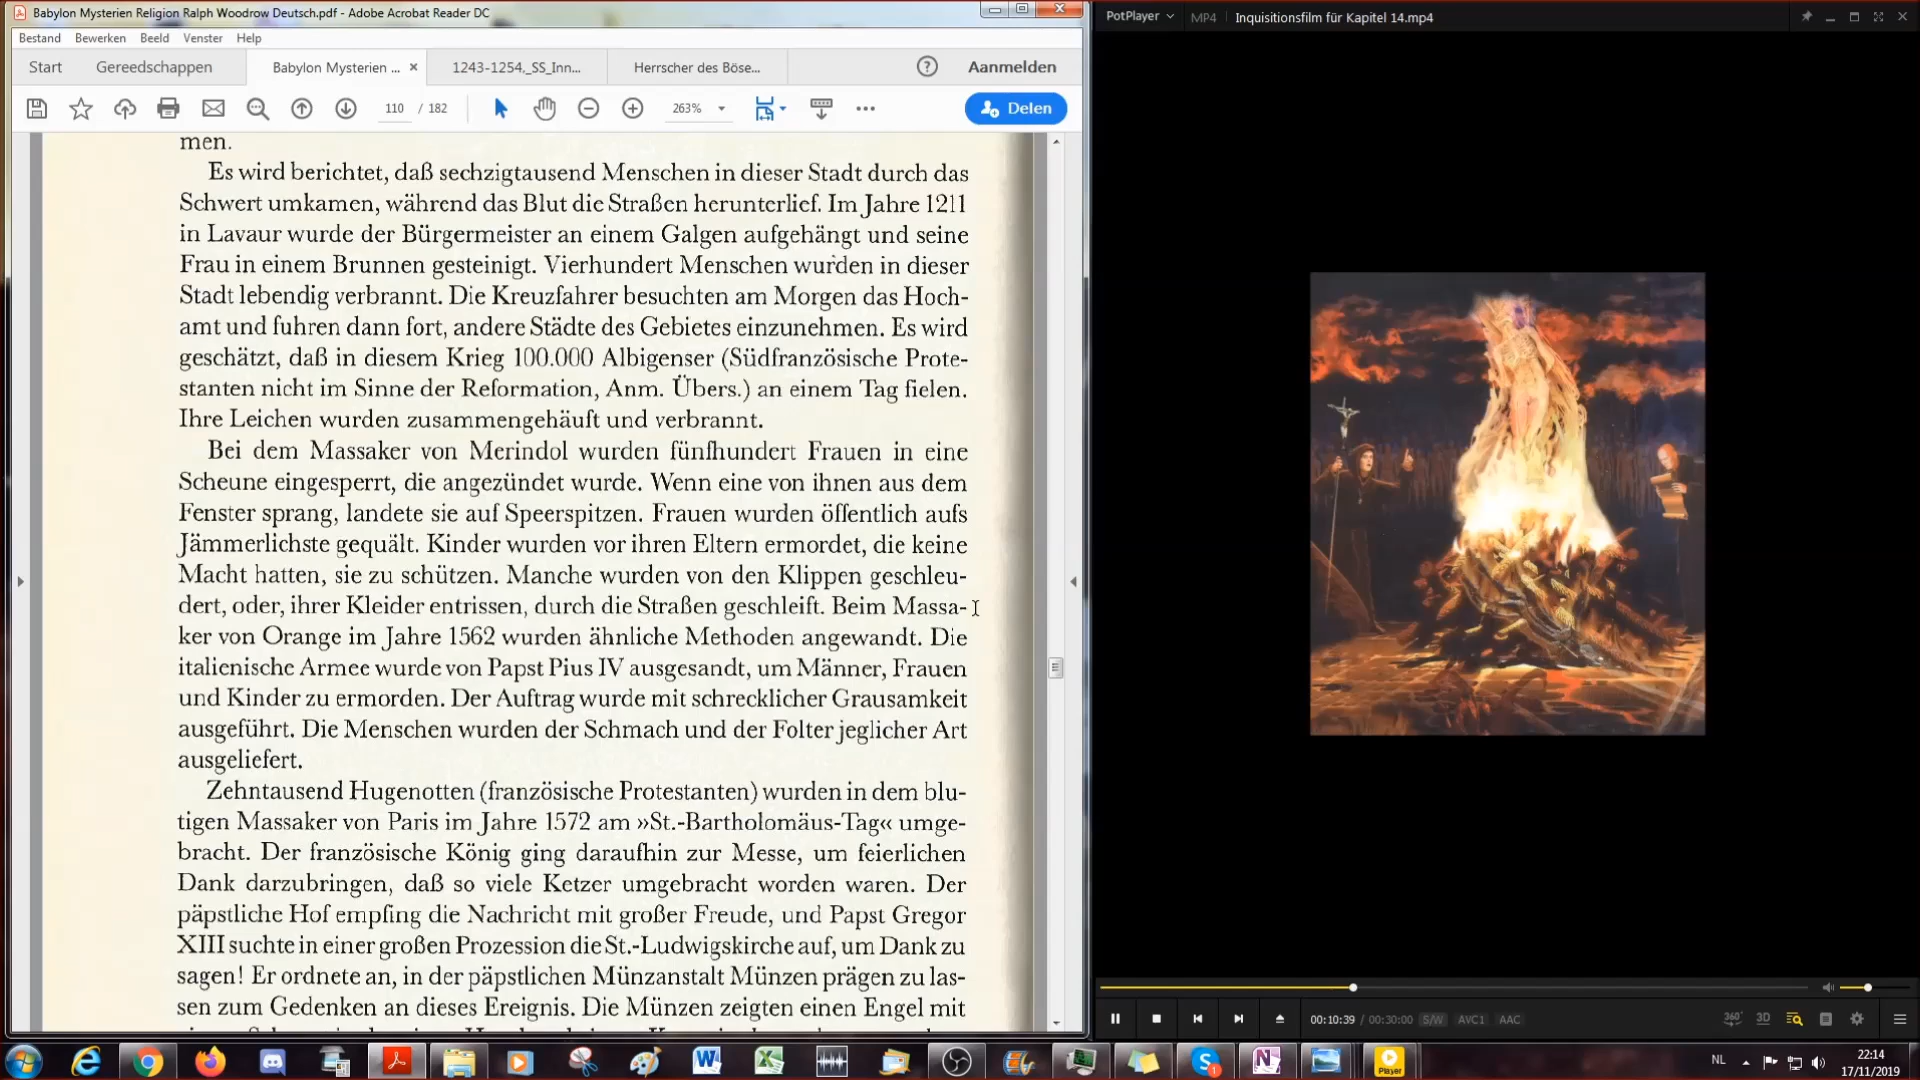 Babylon Mysterien Religion Ralph Woodrow Deutsch.pdf - Adobe Acrobat Reader DC
Bestand Bewerken Beeld Venster Help
Start Gereedschappen Babylon Mysterien ... × 1243-1254,_SS_Inn... Herrscher des Böse... Aanmelden
110 / 182 263% Delen
men.
Es wird berichtet, daß sechzigtausend Menschen in dieser Stadt durch das
Schwert umkamen, während das Blut die Straßen herunterlief. Im Jahre 1211
in Lavaur wurde der Bürgermeister an einem Galgen aufgehängt und seine
Frau in einem Brunnen gesteinigt. Vierhundert Menschen wurden in dieser
Stadt lebendig verbrannt. Die Kreuzfahrer besuchten am Morgen das Hoch-
amt und fuhren dann fort, andere Städte des Gebietes einzunehmen. Es wird
geschätzt, daß in diesem Krieg 100.000 Albigenser (Südfranzösische Prote-
stanten nicht im Sinne der Reformation, Anm. Übers.) an einem Tag fielen.
Ihre Leichen wurden zusammengehäuft und verbrannt.
Bei dem Massaker von Merindol wurden fünfhundert Frauen in eine
Scheune eingesperrt, die angezündet wurde. Wenn eine von ihnen aus dem
Fenster sprang, landete sie auf Speerspitzen. Frauen wurden öffentlich aufs
Jämmerlichste gequält. Kinder wurden vor ihren Eltern ermordet, die keine
Macht hatten, sie zu schützen. Manche wurden von den Klippen geschleu-
dert, oder, ihrer Kleider entrissen, durch die Straßen geschleift. Beim Massa-
ker von Orange im Jahre 1562 wurden ähnliche Methoden angewandt. Die
italienische Armee wurde von Papst Pius IV ausgesandt, um Männer, Frauen
und Kinder zu ermorden. Der Auftrag wurde mit schrecklicher Grausamkeit
ausgeführt. Die Menschen wurden der Schmach und der Folter jeglicher Art
ausgeliefert.
Zehntausend Hugenotten (französische Protestanten) wurden in dem blu-
tigen Massaker von Paris im Jahre 1572 am »St.-Bartholomäus-Tag« umge-
bracht. Der französische König ging daraufhin zur Messe, um feierlichen
Dank darzubringen, daß so viele Ketzer umgebracht worden waren. Der
päpstliche Hof empfing die Nachricht mit großer Freude, und Papst Gregor
XIII suchte in einer großen Prozession die St.-Ludwigskirche auf, um Dank zu
sagen! Er ordnete an, in der päpstlichen Münzanstalt Münzen prägen zu las-
sen zum Gedenken an dieses Ereignis. Die Münzen zeigten einen Engel mit
PotPlayer MP4 Inquisitionsfilm für Kapitel 14.mp4
00:10:39 / 00:30:00 S/W AVC1 AAC 360° 3D
Player
NL
22:14
17/11/2019